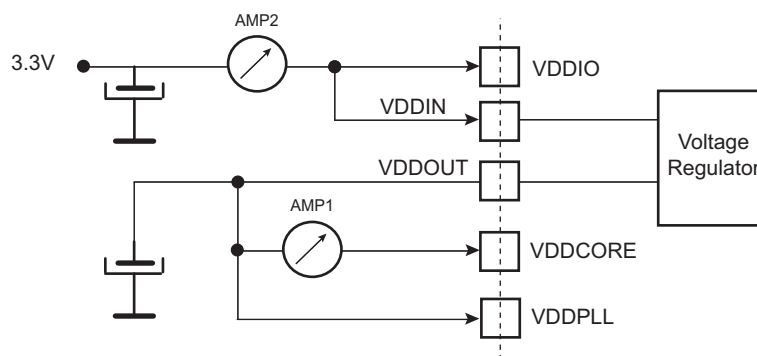 AMP2
3.3V
VDDIO
VDDIN
Voltage
Regulator
VDDOUT
AMP1
VDDCORE
VDDPLL